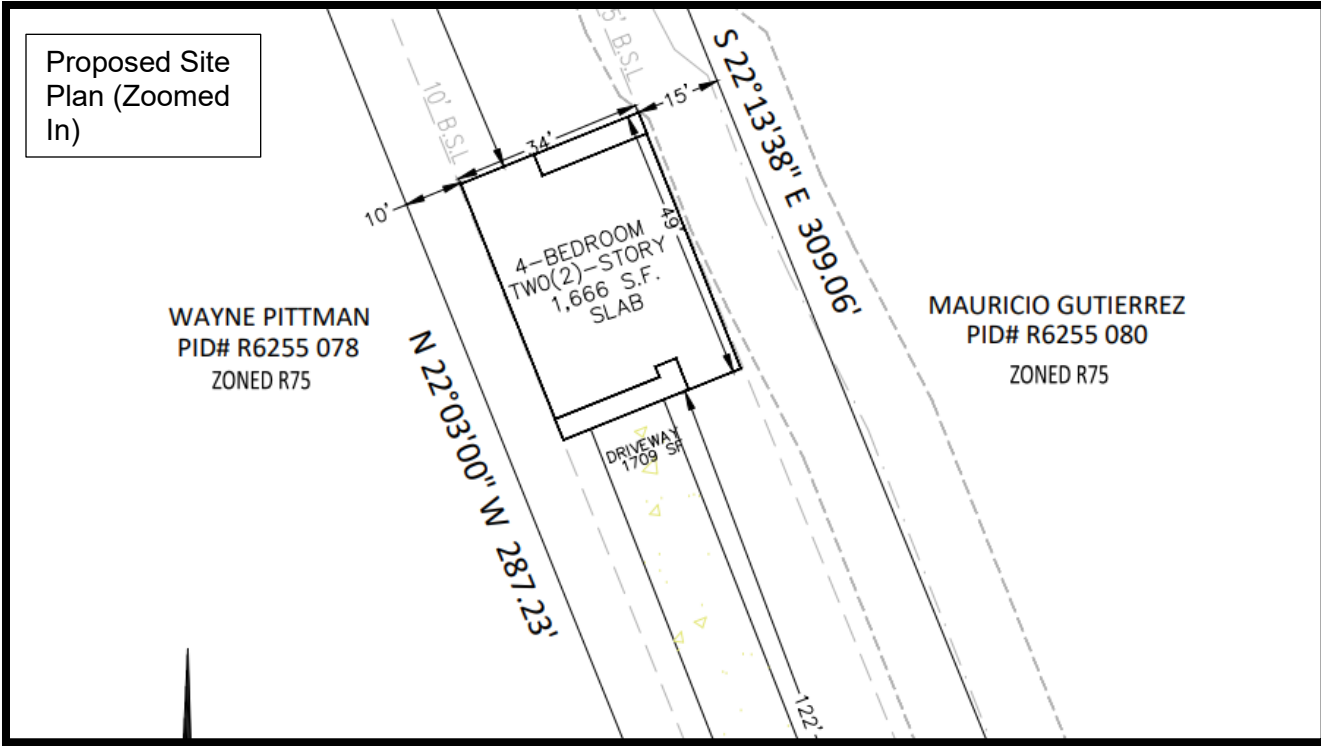 Proposed Site
Plan (Zoomed
In)
10' B.S.L
5' B.S.L
15'
34'
10'
49'
S 22°13'38" E 309.06'
4-BEDROOM
TWO(2)-STORY
1,666 S.F.
SLAB
WAYNE PITTMAN
PID# R6255 078
ZONED R75
MAURICIO GUTIERREZ
PID# R6255 080
ZONED R75
N 22°03'00" W 287.23'
DRIVEWAY
1709 SF
122'